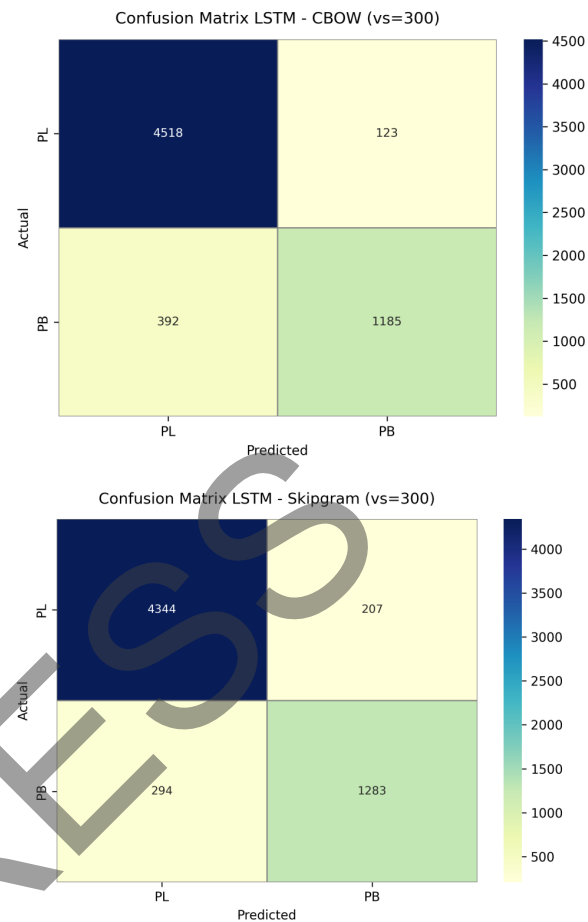 Confusion Matrix LSTM - CBOW (vs=300)
4500
4000
3500
3000
2500
2000
1500
1000
500
PL
4518
123
Actual
PB
392
1185
PL
PB
Predicted
Confusion Matrix LSTM - Skipgram (vs=300)
4000
3500
3000
2500
2000
1500
1000
500
PL
4344
207
Actual
PB
294
1283
PL
PB
Predicted
KESS